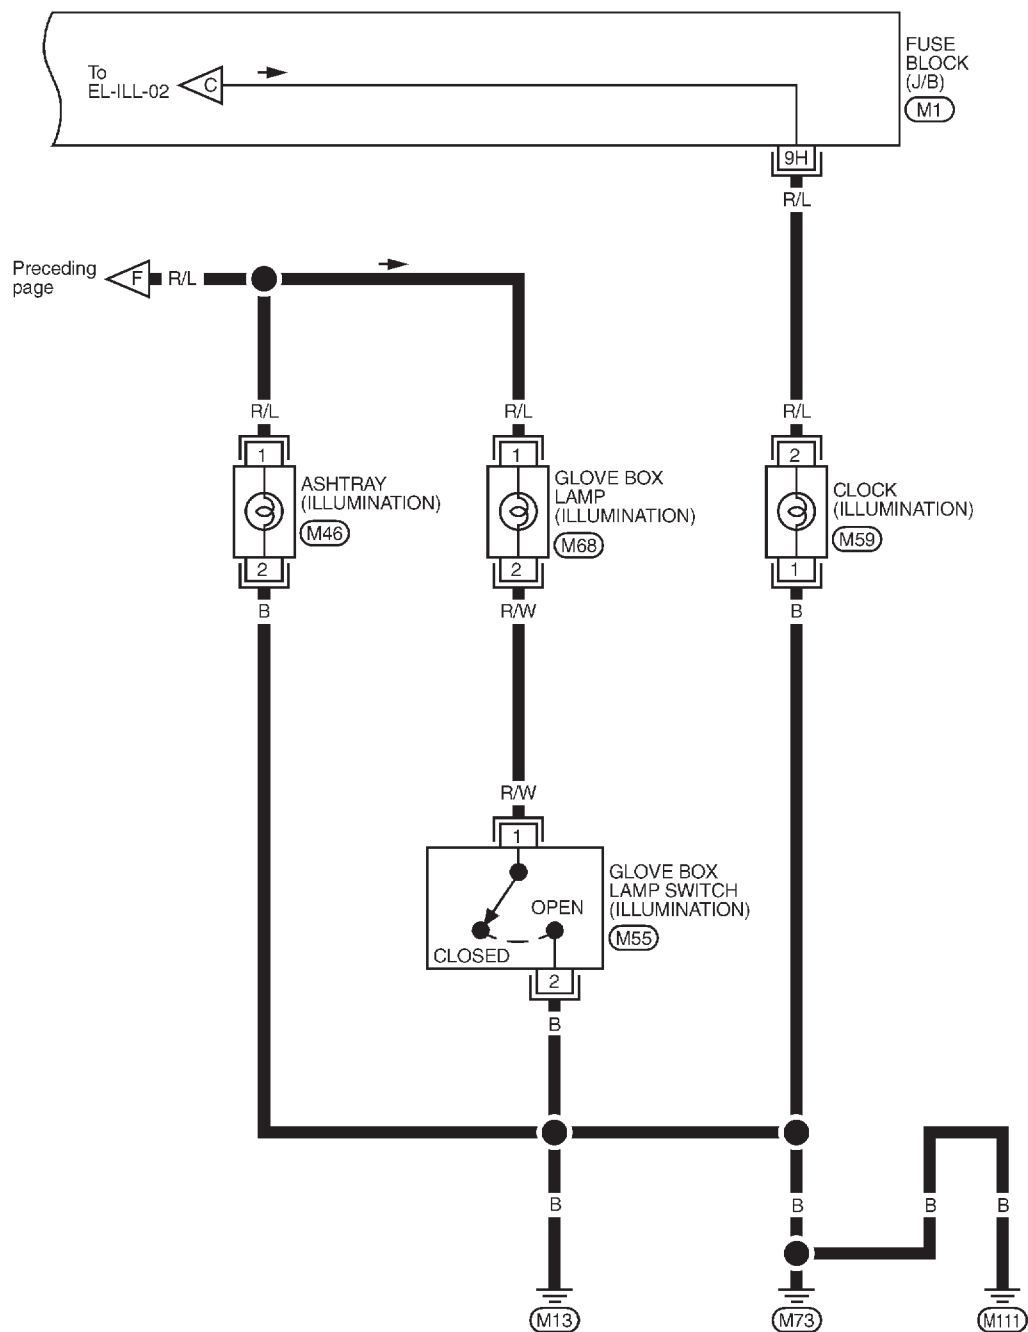 FUSE
BLOCK
(J/B)
M1
To
EL-ILL-02
C
9H
R/L
Preceding
page
F
R/L
R/L
R/L
R/L
1
1
2
ASHTRAY
(ILLUMINATION)
M46
GLOVE BOX
LAMP
(ILLUMINATION)
M68
CLOCK
(ILLUMINATION)
M59
2
2
1
B
R/W
B
R/W
1
GLOVE BOX
LAMP SWITCH
(ILLUMINATION)
M55
OPEN
CLOSED
2
B
B
B
B
B
M13
M73
M111